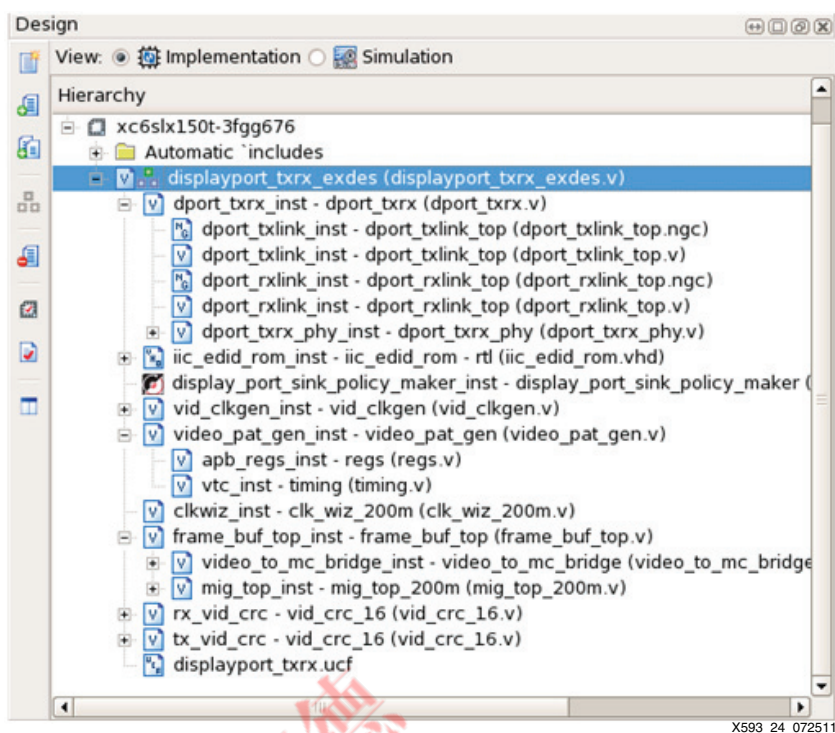 Design
View: Implementation Simulation
Hierarchy
xc6slx150t-3fgg676
Automatic `includes
displayport_txrx_exdes (displayport_txrx_exdes.v)
dport_txrx_inst - dport_txrx (dport_txrx.v)
dport_txlink_inst - dport_txlink_top (dport_txlink_top.ngc)
dport_txlink_inst - dport_txlink_top (dport_txlink_top.v)
dport_rxlink_inst - dport_rxlink_top (dport_rxlink_top.ngc)
dport_rxlink_inst - dport_rxlink_top (dport_rxlink_top.v)
dport_txrx_phy_inst - dport_txrx_phy (dport_txrx_phy.v)
iic_edid_rom_inst - iic_edid_rom - rtl (iic_edid_rom.vhd)
display_port_sink_policy_maker_inst - display_port_sink_policy_maker (
vid_clkgen_inst - vid_clkgen (vid_clkgen.v)
video_pat_gen_inst - video_pat_gen (video_pat_gen.v)
apb_regs_inst - regs (regs.v)
vtc_inst - timing (timing.v)
clkwiz_inst - clk_wiz_200m (clk_wiz_200m.v)
frame_buf_top_inst - frame_buf_top (frame_buf_top.v)
video_to_mc_bridge_inst - video_to_mc_bridge (video_to_mc_bridge
mig_top_inst - mig_top_200m (mig_top_200m.v)
rx_vid_crc - vid_crc_16 (vid_crc_16.v)
tx_vid_crc - vid_crc_16 (vid_crc_16.v)
displayport_txrx.ucf
X593_24_072511